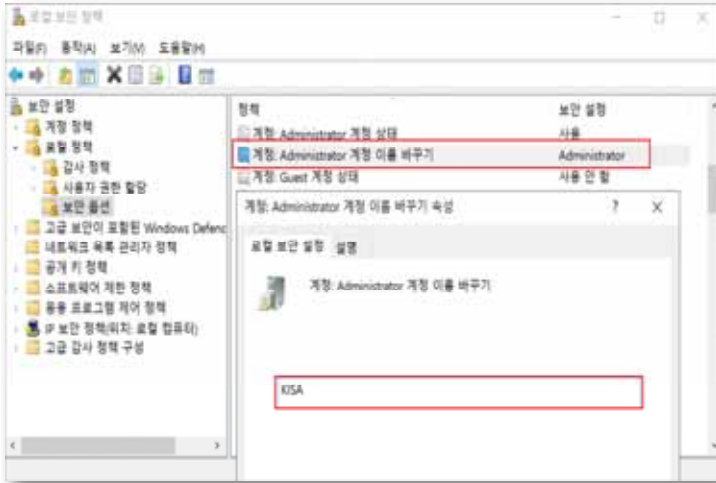 로컬 보안 정책
파일(F) 동작(A) 보기(V) 도움말(H)
보안 설정
계정 정책
로컬 정책
감사 정책
사용자 권한 할당
보안 옵션
고급 보안이 포함된 Windows Defenc
네트워크 목록 관리자 정책
공개 키 정책
소프트웨어 제한 정책
응용 프로그램 제어 정책
IP 보안 정책(위치: 로컬 컴퓨터)
고급 감사 정책 구성
정책 보안 설정
계정: Administrator 계정 상태 사용
계정: Administrator 계정 이름 바꾸기 Administrator
계정: Guest 계정 상태 사용 안 함
계정: Administrator 계정 이름 바꾸기 속성 ? X
로컬 보안 설정 설명
계정: Administrator 계정 이름 바꾸기
KISA